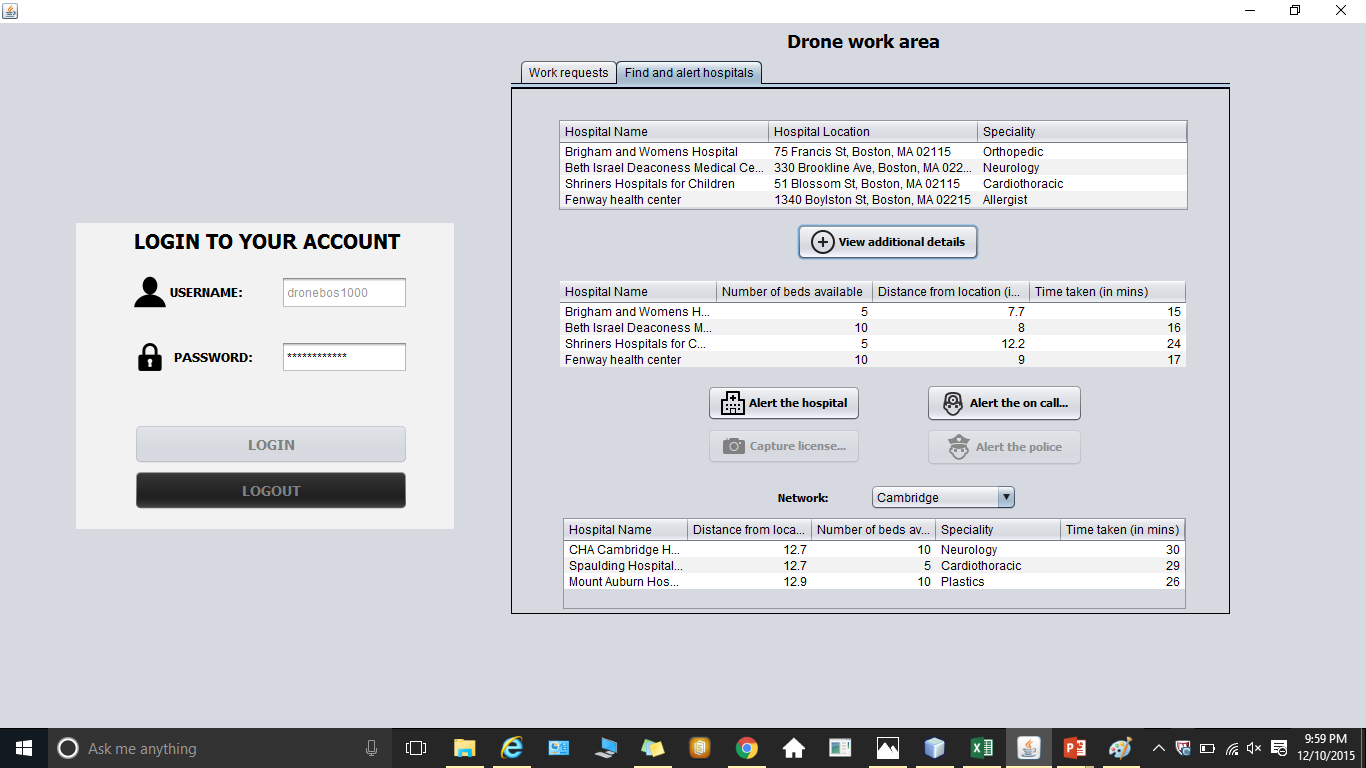 Drone work area
Work requests Find and alert hospitals
Hospital Name Hospital Location Speciality
Brigham and Womens Hospital 75 Francis St, Boston, MA 02115 Orthopedic
Beth Israel Deaconess Medical Ce... 330 Brookline Ave, Boston, MA 022... Neurology
Shriners Hospitals for Children 51 Blossom St, Boston, MA 02115 Cardiothoracic
Fenway health center 1340 Boylston St, Boston, MA 02215 Allergist
View additional details
LOGIN TO YOUR ACCOUNT
USERNAME: dronebos1000
PASSWORD: ************
LOGIN
LOGOUT
Hospital Name Number of beds available Distance from location (i... Time taken (in mins)
Brigham and Womens H... 5 7.7 15
Beth Israel Deaconess M... 10 8 16
Shriners Hospitals for C... 5 12.2 24
Fenway health center 10 9 17
Alert the hospital Alert the on call...
Capture license... Alert the police
Network: Cambridge
Hospital Name Distance from loca... Number of beds av... Speciality Time taken (in mins)
CHA Cambridge H... 12.7 10 Neurology 30
Spaulding Hospital... 12.7 5 Cardiothoracic 29
Mount Auburn Hos... 12.9 10 Plastics 26
Ask me anything
9:59 PM
12/10/2015